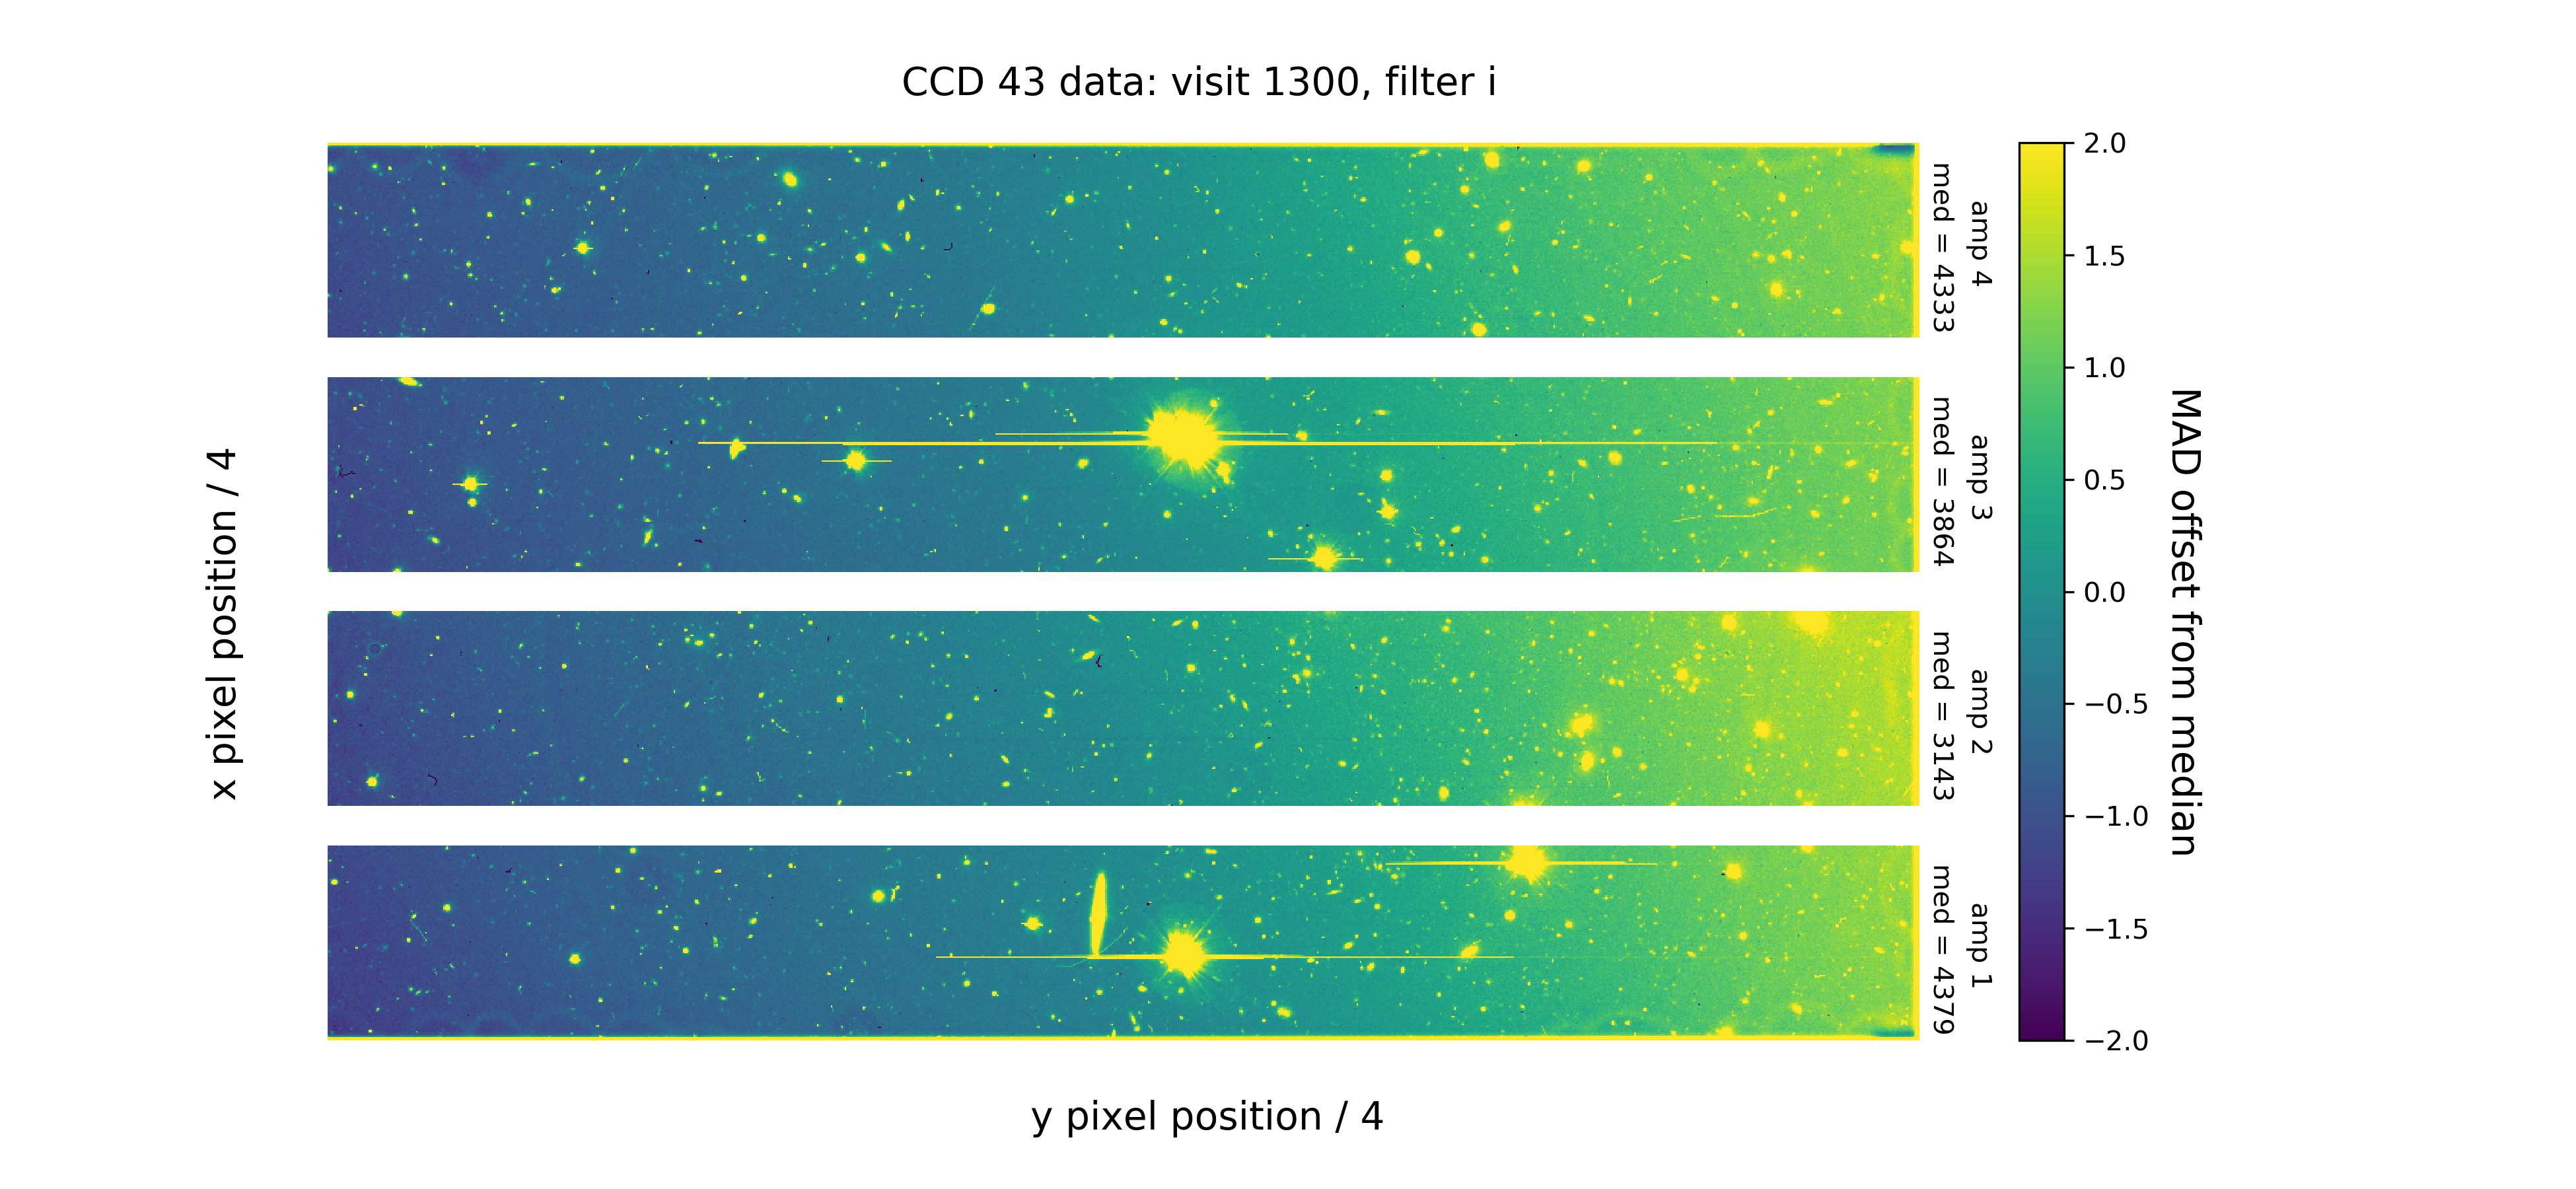 CCD 43 data: visit 1300, filter i
x pixel position / 4
amp 4
med = 4333
amp 3
med = 3864
amp 2
med = 3143
amp 1
med = 4379
y pixel position / 4
2.0
1.5
1.0
0.5
0.0
−0.5
−1.0
−1.5
−2.0
MAD offset from median